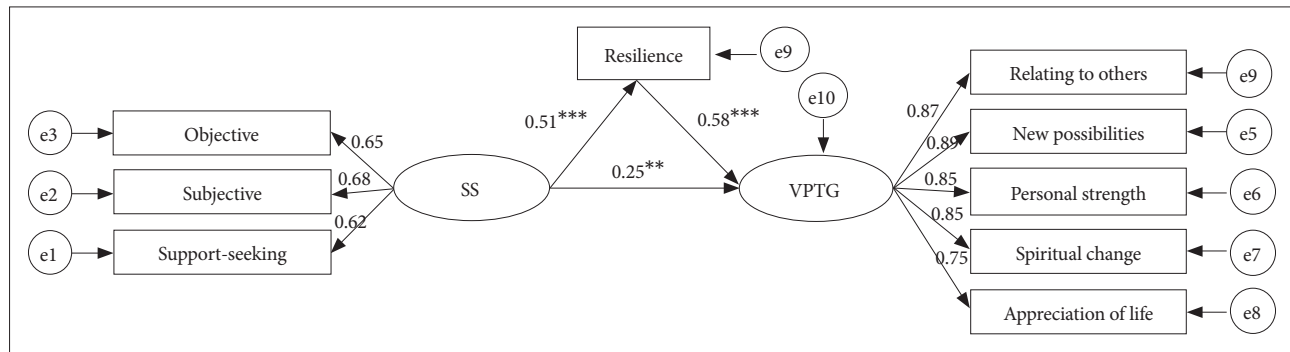 Resilience
e9
e10
e3
Objective
0.65
e2
Subjective
0.68
e1
Support-seeking
0.62
SS
0.51***
0.58***
0.25**
VPTG
0.87
Relating to others
e9
0.89
New possibilities
e5
0.85
Personal strength
e6
0.85
Spiritual change
e7
0.75
Appreciation of life
e8